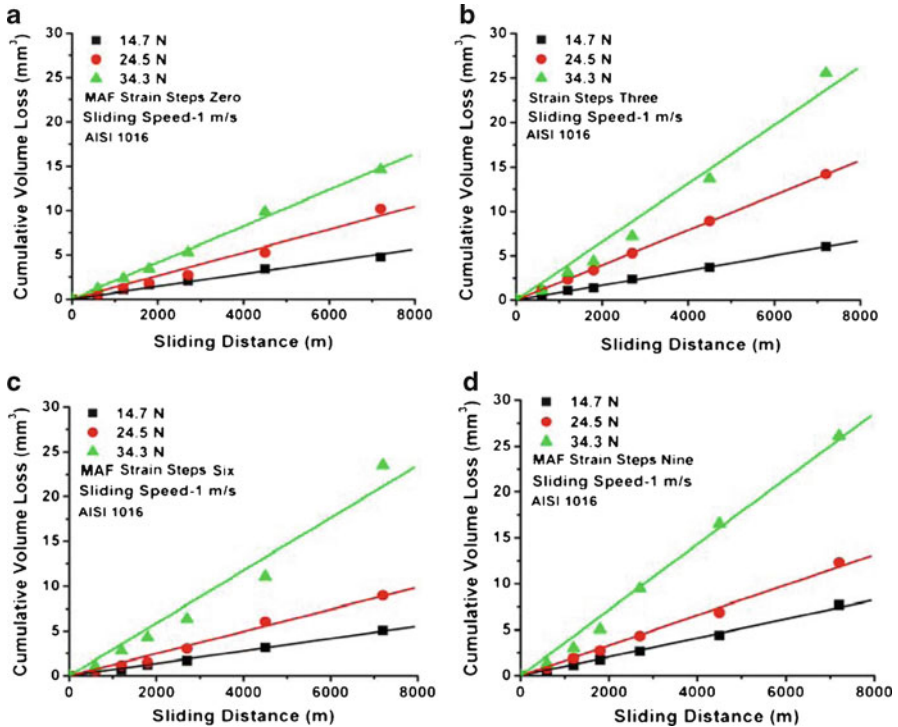 a
Cumulative Volume Loss (mm³)
30
25
20
15
10
5
0
14.7 N
24.5 N
34.3 N
MAF Strain Steps Zero
Sliding Speed-1 m/s
AISI 1016
0 2000 4000 6000 8000
Sliding Distance (m)
b
Cumulative Volume Loss (mm³)
30
25
20
15
10
5
0
14.7 N
24.5 N
34.3 N
Strain Steps Three
Sliding Speed-1 m/s
AISI 1016
0 2000 4000 6000 8000
Sliding Distance (m)
c
Cumulative Volume Loss (mm³)
30
25
20
15
10
5
0
14.7 N
24.5 N
34.3 N
MAF Strain Steps Six
Sliding Speed-1 m/s
AISI 1016
0 2000 4000 6000 8000
Sliding Distance (m)
d
Cumulative Volume Loss (mm³)
30
25
20
15
10
5
0
14.7 N
24.5 N
34.3 N
MAF Strain Steps Nine
Sliding Speed-1 m/s
AISI 1016
0 2000 4000 6000 8000
Sliding Distance (m)